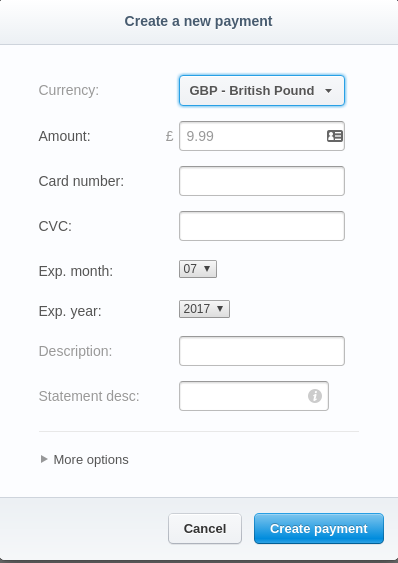 Create a new payment
Currency: GBP - British Pound
Amount: £ 9.99
Card number:
CVC:
Exp. month: 07
Exp. year: 2017
Description:
Statement desc:
More options
Cancel Create payment